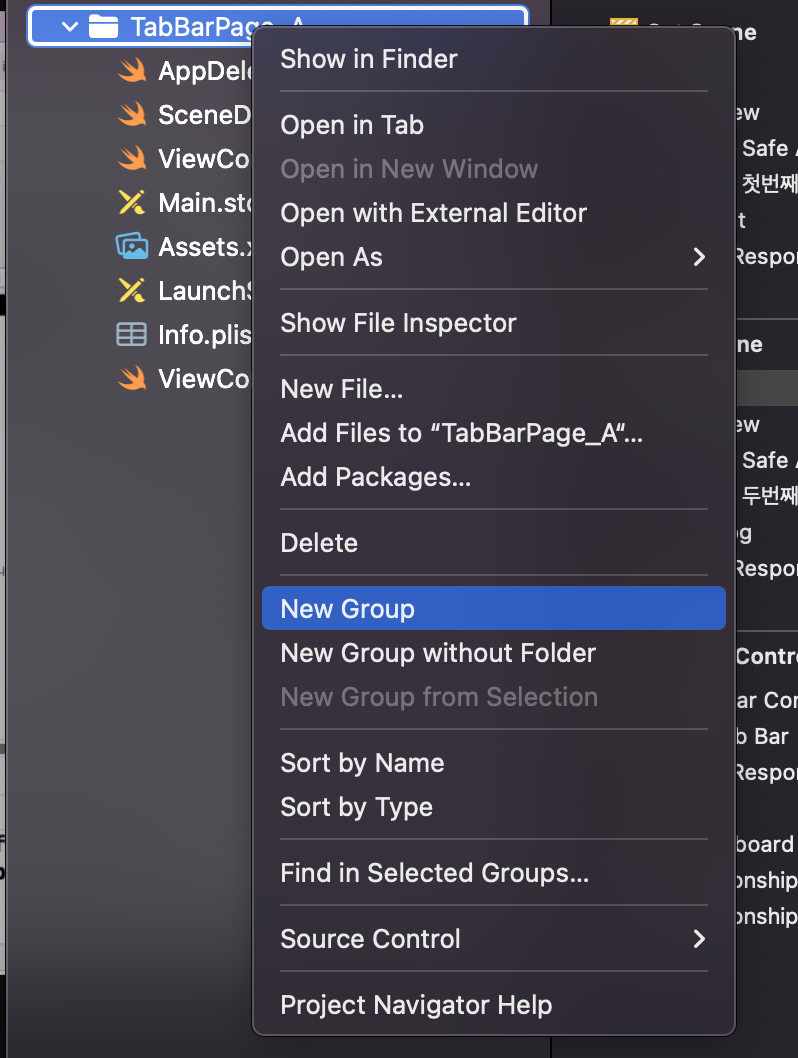 TabBarPage_A
Show in Finder
Open in Tab
Open in New Window
Open with External Editor
Open As
Show File Inspector
New File...
Add Files to “TabBarPage_A“...
Add Packages...
Delete
New Group
New Group without Folder
New Group from Selection
Sort by Name
Sort by Type
Find in Selected Groups...
Source Control
Project Navigator Help
AppDele
SceneD
ViewCo
Main.sto
Assets.x
LaunchS
Info.plis
ViewCo
ne
ew
Safe A
첫번째
t
Respon
ne
ew
Safe A
두번째
g
Respon
Contro
ar Con
b Bar
Respon
board
onship
onship